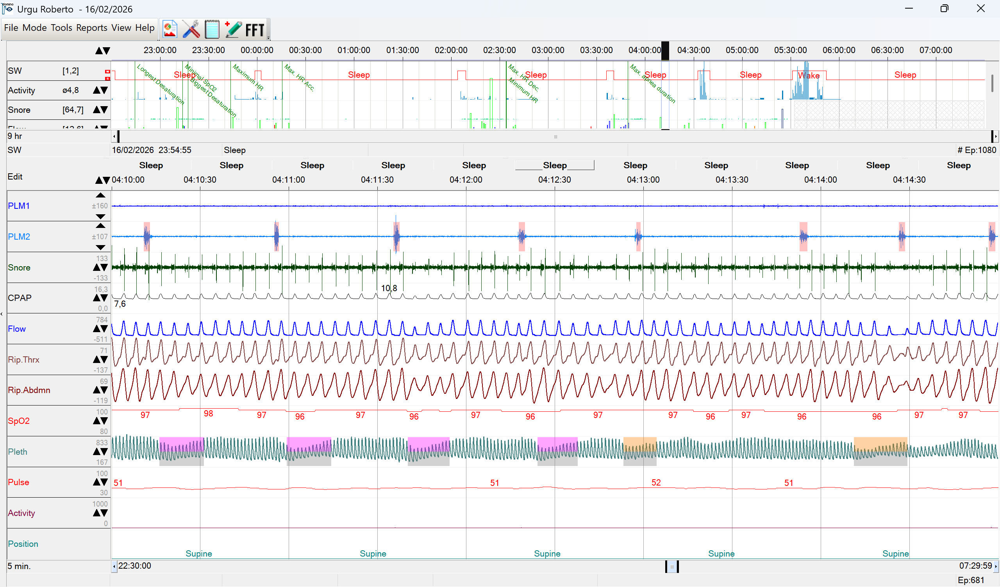 domino
Urgu Roberto - 16/02/2026
File Mode Tools Reports View Help FFT
23:00:00 23:30:00 00:00:00 00:30:00 01:00:00 01:30:00 02:00:00 02:30:00 03:00:00 03:30:00 04:00:00 04:30:00 05:00:00 05:30:00 06:00:00 06:30:00 07:00:00
SW [1,2] W S
Sleep Sleep Sleep Sleep Sleep Wake Sleep
Longest Desaturation
Minimal SpO2
Biggest Desaturation
Maximum HR
Max. HR Acc.
Max. HR Dec.
Minimum HR
Max. apnea duration
Activity ø4,8
Snore [64,7]
9 hr
SW 16/02/2026 23:54:55 Sleep # Ep:1080
Sleep Sleep Sleep Sleep Sleep Sleep Sleep Sleep Sleep Sleep Sleep
Edit
04:10:00 04:10:30 04:11:00 04:11:30 04:12:00 04:12:30 04:13:00 04:13:30 04:14:00 04:14:30
PLM1 ±160
PLM2 ±107
133
Snore
-133
16,3 10,8
CPAP
7,6
0,0
784
Flow
-511
71
Rip.Thrx
-137
69
Rip.Abdmn
-119
100
97 98 97 96 97 96 97 96 97 97 96 97 96 96 97 97
SpO2
80
833
Pleth
167
100
Pulse 51 51 52 51
30
1000
Activity
0
Position
Supine Supine Supine Supine Supine
5 min. 22:30:00 07:29:59
Ep:681